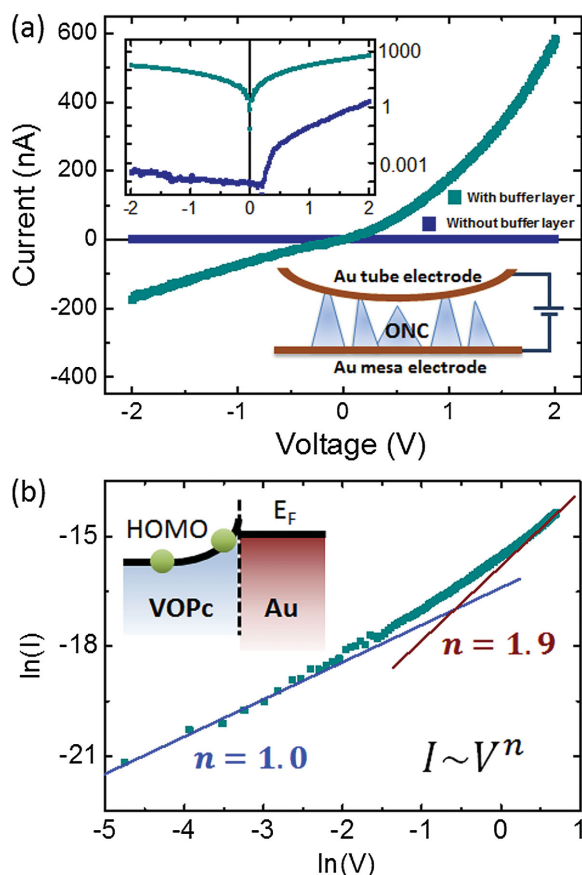 (a)
600
400
200
0
-200
-400
Current (nA)
1000
1
0.001
-2 -1 0 1 2
With buffer layer
Without buffer layer
Au tube electrode
ONC
Au mesa electrode
-2 -1 0 1 2
Voltage (V)
(b)
-15
-18
-21
ln(I)
HOMO
E_F
VOPc
Au
n = 1.9
n = 1.0
I~Vⁿ
-5 -4 -3 -2 -1 0 1
ln(V)